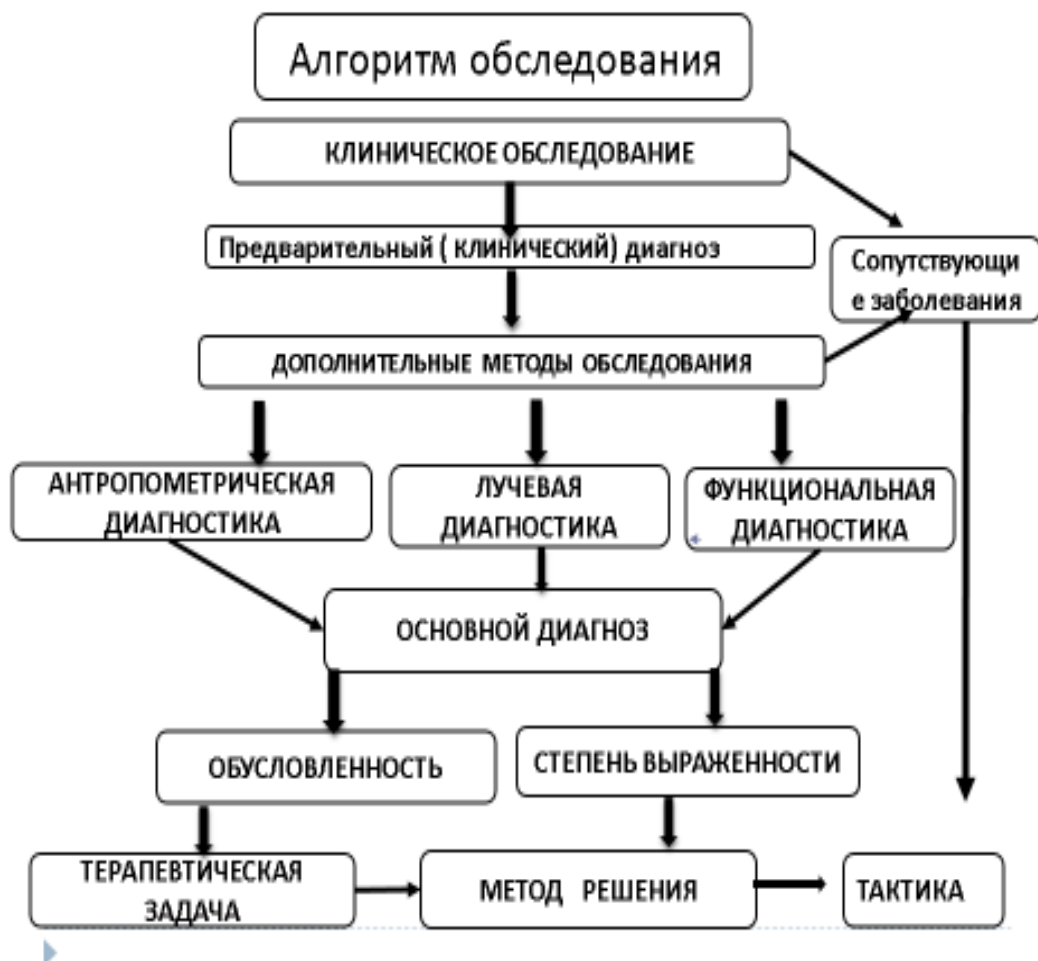 Алгоритм обследования
КЛИНИЧЕСКОЕ ОБСЛЕДОВАНИЕ
Предварительный ( КЛИНИЧЕСКИЙ) диагноз
Сопутствующи
е заболевания
ДОПОЛНИТЕЛЬНЫЕ МЕТОДЫ ОБСЛЕДОВАНИЯ
АНТРОПОМЕТРИЧЕСКАЯ
ДИАГНОСТИКА
ЛУЧЕВАЯ
ДИАГНОСТИКА
ФУНКЦИОНАЛЬНАЯ
ДИАГНОСТИКА
ОСНОВНОЙ ДИАГНОЗ
ОБУСЛОВЛЕННОСТЬ
СТЕПЕНЬ ВЫРАЖЕННОСТИ
ТЕРАПЕВТИЧЕСКАЯ
ЗАДАЧА
МЕТОД РЕШЕНИЯ
ТАКТИКА